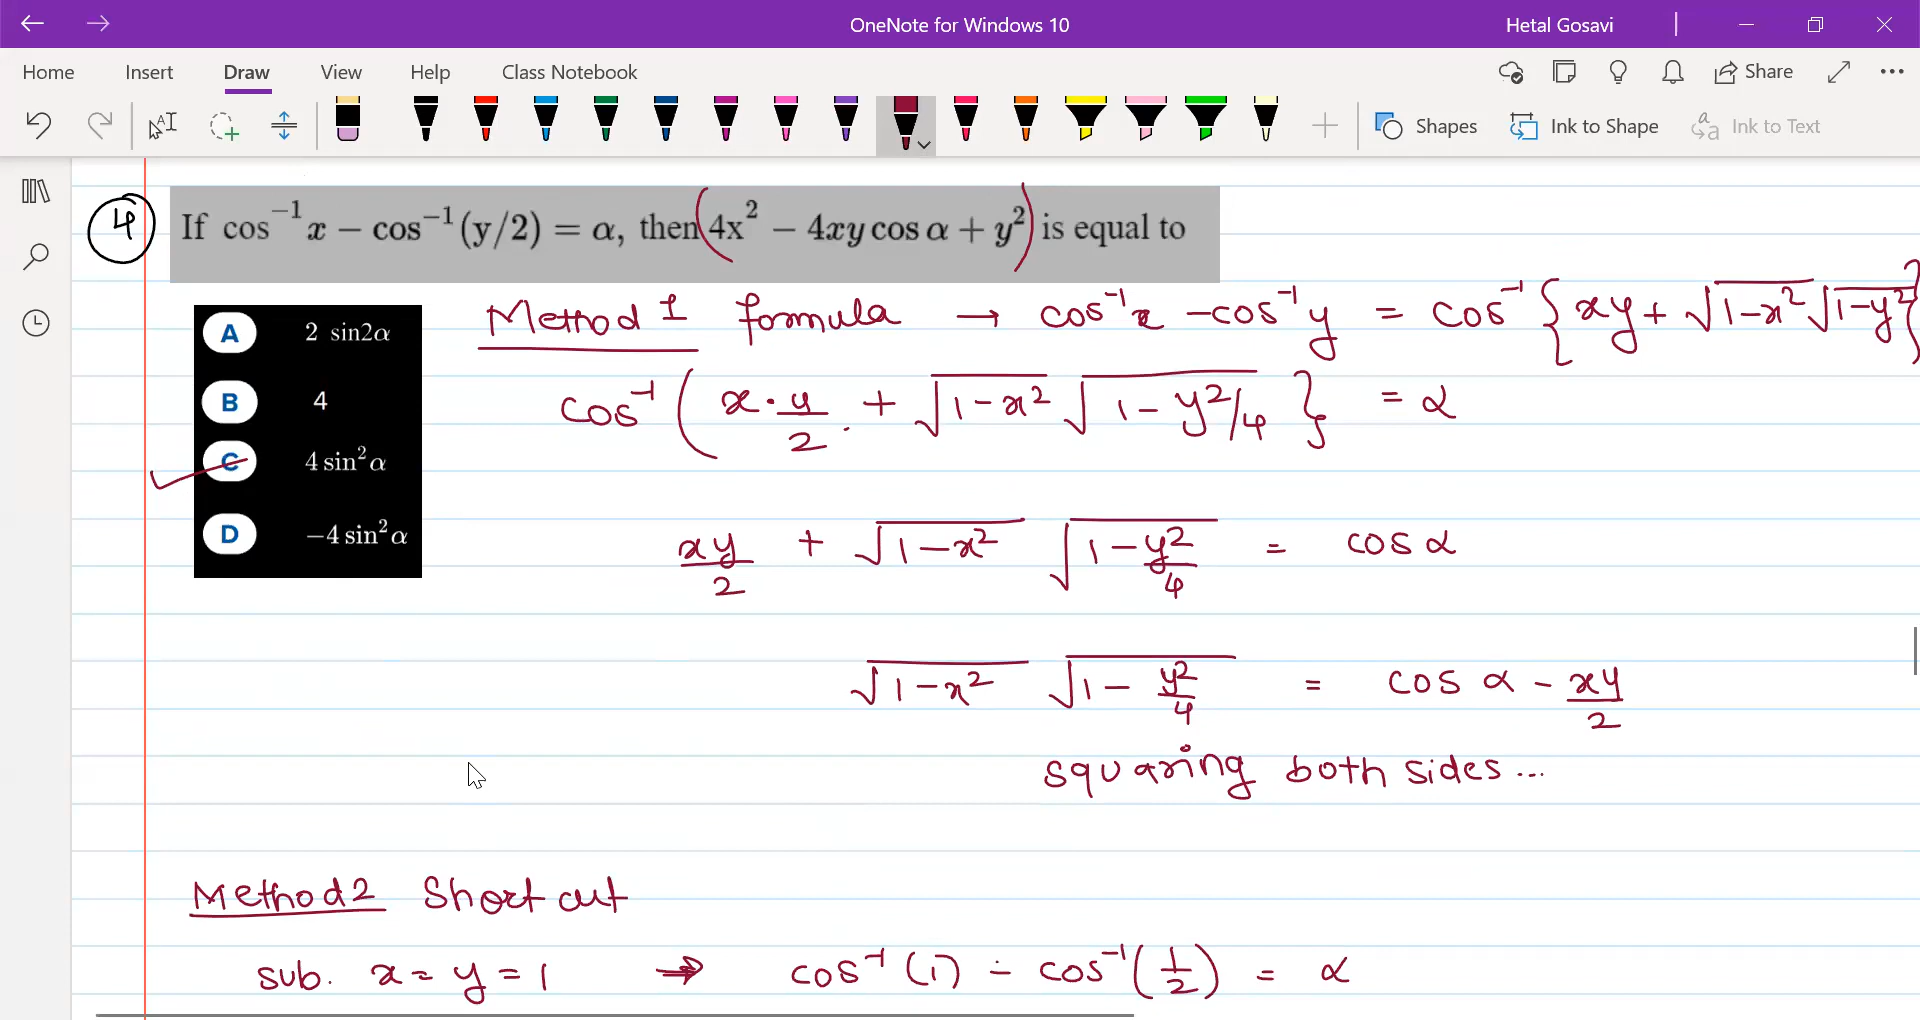 OneNote for Windows 10
Hetal Gosavi
Home Insert Draw View Help Class Notebook
Share
Shapes Ink to Shape Ink to Text
4 If cos⁻¹x − cos⁻¹(y/2) = α, then (4x² − 4xy cos α + y²) is equal to
A 2 sin2α
B 4
C 4 sin²α
D −4 sin²α
Method 1 formula → cos⁻¹x − cos⁻¹y = cos⁻¹{xy + √1−x² √1−y²}
cos⁻¹( x·y/2 + √1−x² √1−y²/4 } = α
xy/2 + √1−x² √1−y²/4 = cos α
√1−x² √1−y²/4 = cos α − xy/2
squaring both sides...
Method 2 Short cut
sub. x = y = 1 → cos⁻¹(1) − cos⁻¹(1/2) = α